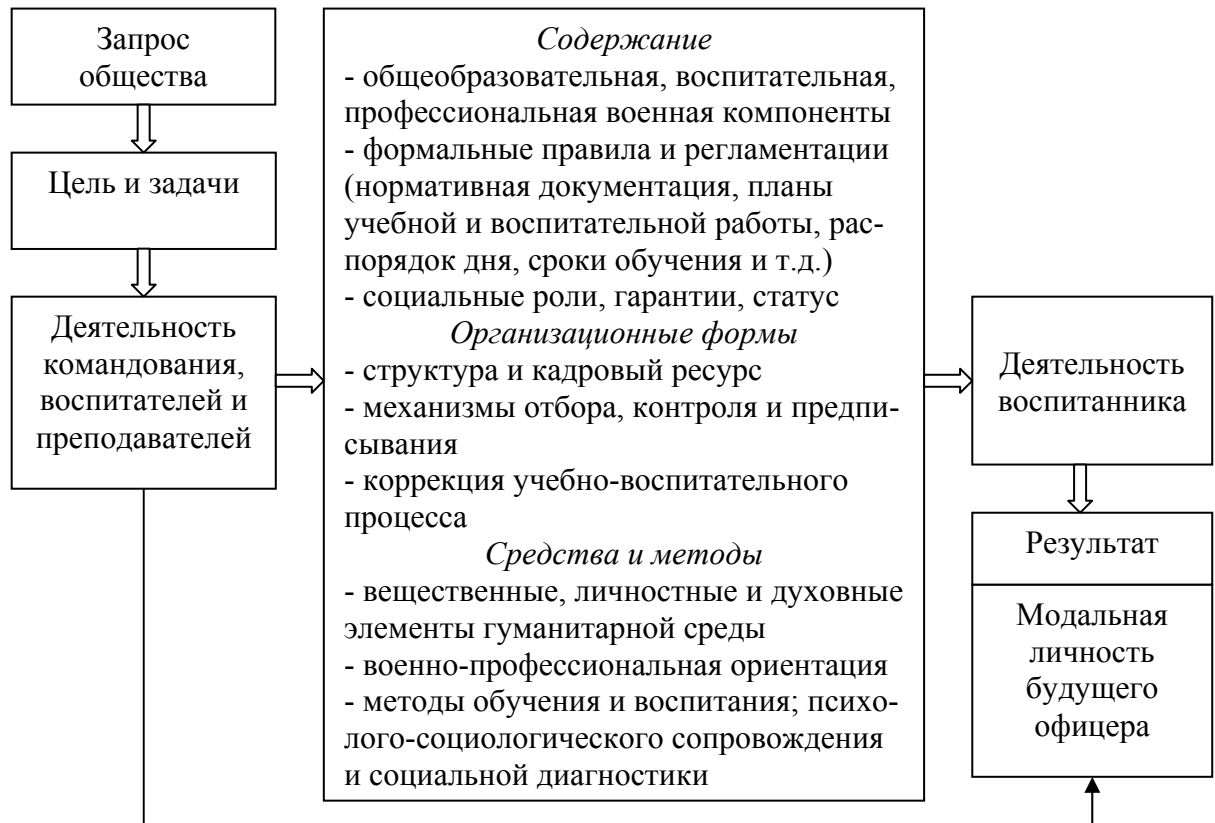 Запрос
общества
Цель и задачи
Деятельность
командования,
воспитателей и
преподавателей
Содержание
- общеобразовательная, воспитательная,
профессиональная военная компоненты
- формальные правила и регламентации
(нормативная документация, планы
учебной и воспитательной работы, рас-
порядок дня, сроки обучения и т.д.)
- социальные роли, гарантии, статус
Организационные формы
- структура и кадровый ресурс
- механизмы отбора, контроля и предпи-
сывания
- коррекция учебно-воспитательного
процесса
Средства и методы
- вещественные, личностные и духовные
элементы гуманитарной среды
- военно-профессиональная ориентация
- методы обучения и воспитания; психо-
лого-социологического сопровождения
и социальной диагностики
Деятельность
воспитанника
Результат
Модальная
личность
будущего
офицера